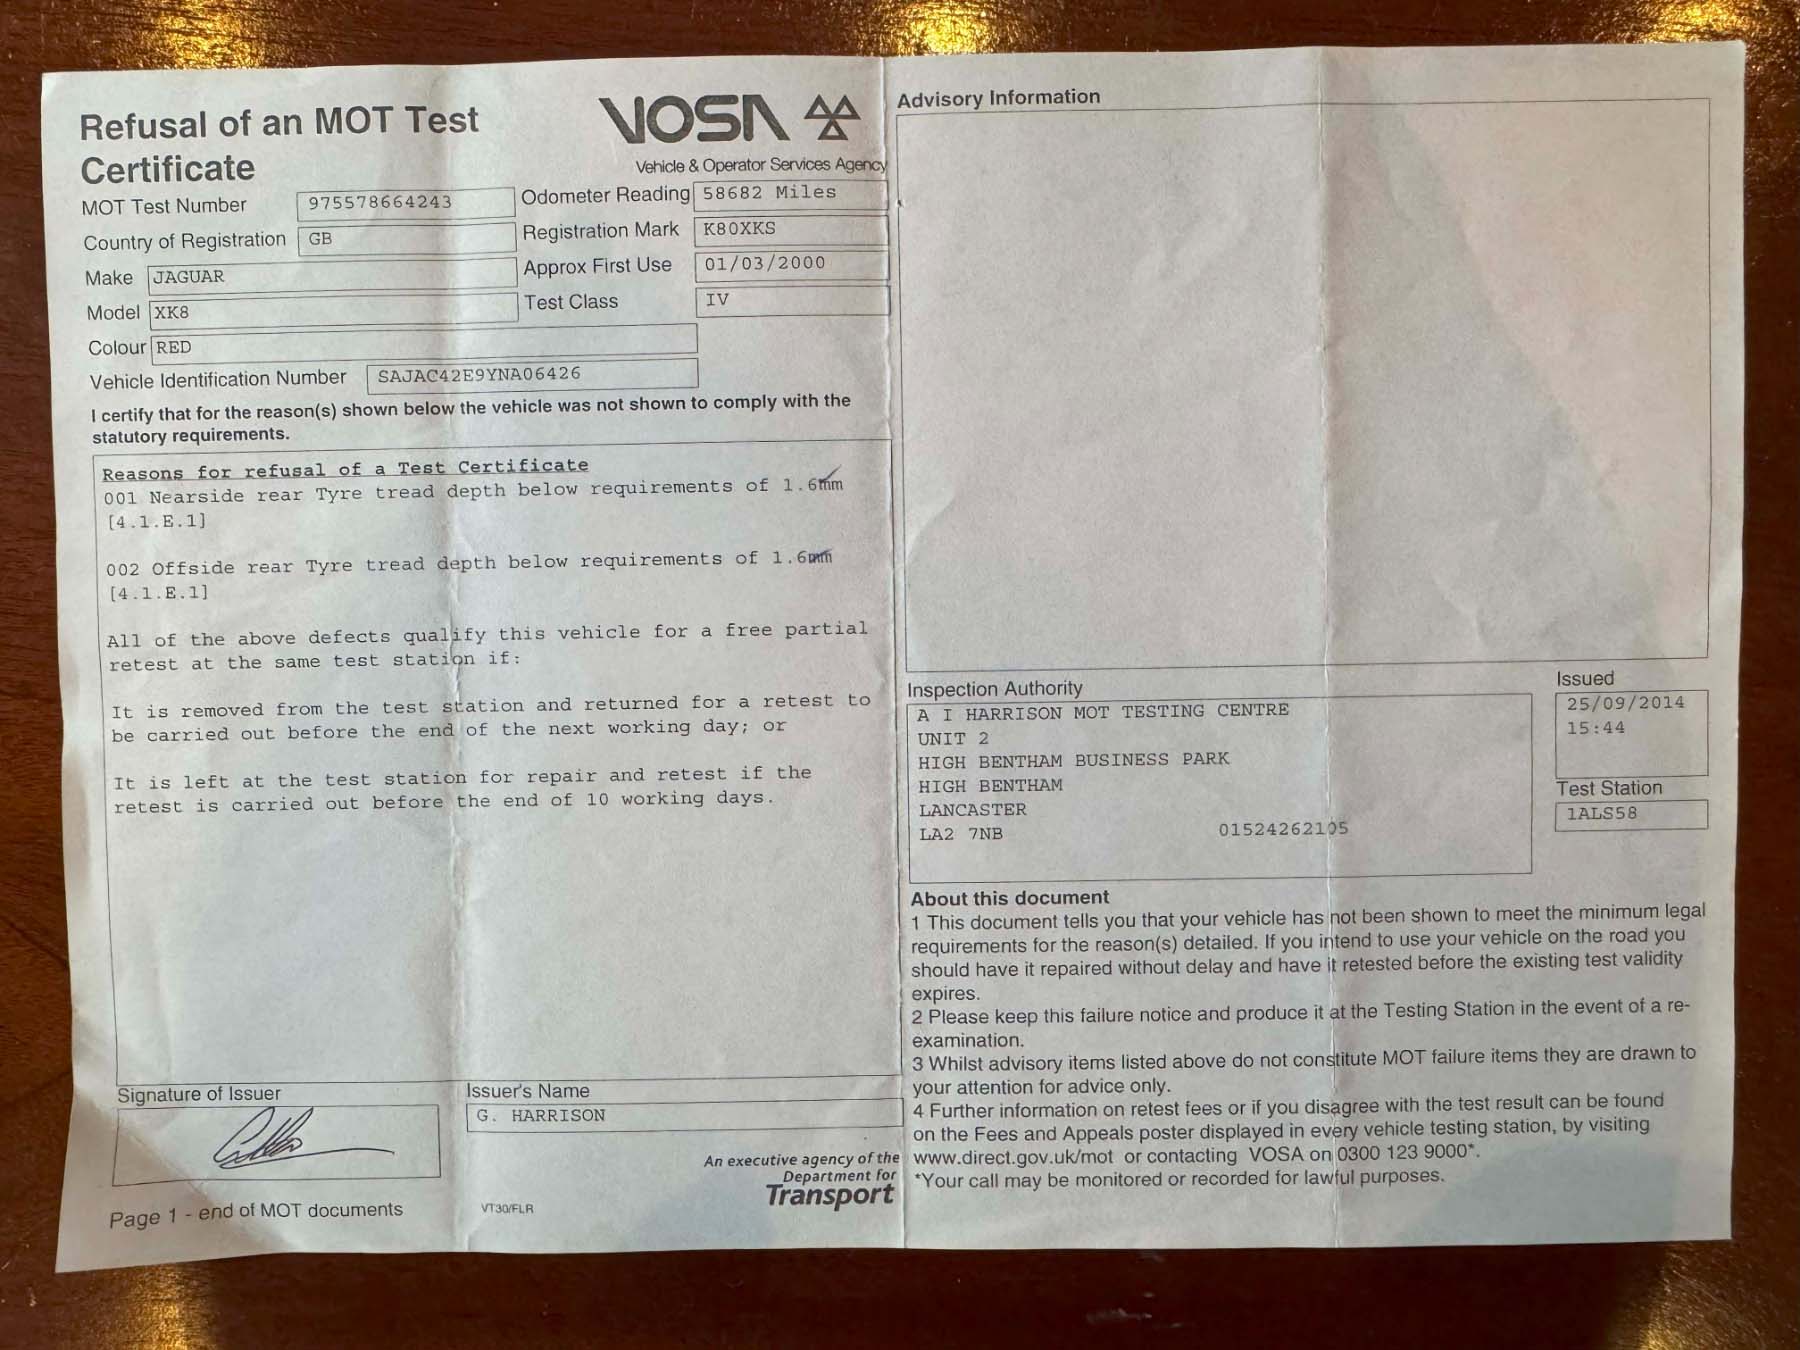 Refusal of an MOT Test
Certificate
VOSA
Vehicle & Operator Services Agency
MOT Test Number 975578664243
Odometer Reading 58682 Miles
Country of Registration GB
Registration Mark K80XKS
Make JAGUAR
Approx First Use 01/03/2000
Model XK8
Test Class IV
Colour RED
Vehicle Identification Number SAJAC42E9YNA06426
I certify that for the reason(s) shown below the vehicle was not shown to comply with the
statutory requirements.
Reasons for refusal of a Test Certificate
001 Nearside rear Tyre tread depth below requirements of 1.6mm
[4.1.E.1]
002 Offside rear Tyre tread depth below requirements of 1.6mm
[4.1.E.1]
All of the above defects qualify this vehicle for a free partial
retest at the same test station if:
It is removed from the test station and returned for a retest to
be carried out before the end of the next working day; or
It is left at the test station for repair and retest if the
retest is carried out before the end of 10 working days.
Signature of Issuer
Issuer's Name
G. HARRISON
An executive agency of the
Department for
Transport
Page 1 - end of MOT documents
VT30/FLR
Advisory Information
Inspection Authority
A I HARRISON MOT TESTING CENTRE
UNIT 2
HIGH BENTHAM BUSINESS PARK
HIGH BENTHAM
LANCASTER
LA2 7NB 01524262105
Issued
25/09/2014
15:44
Test Station
1ALS58
About this document
1 This document tells you that your vehicle has not been shown to meet the minimum legal
requirements for the reason(s) detailed. If you intend to use your vehicle on the road you
should have it repaired without delay and have it retested before the existing test validity
expires.
2 Please keep this failure notice and produce it at the Testing Station in the event of a re-
examination.
3 Whilst advisory items listed above do not constitute MOT failure items they are drawn to
your attention for advice only.
4 Further information on retest fees or if you disagree with the test result can be found
on the Fees and Appeals poster displayed in every vehicle testing station, by visiting
www.direct.gov.uk/mot or contacting VOSA on 0300 123 9000*.
*Your call may be monitored or recorded for lawful purposes.